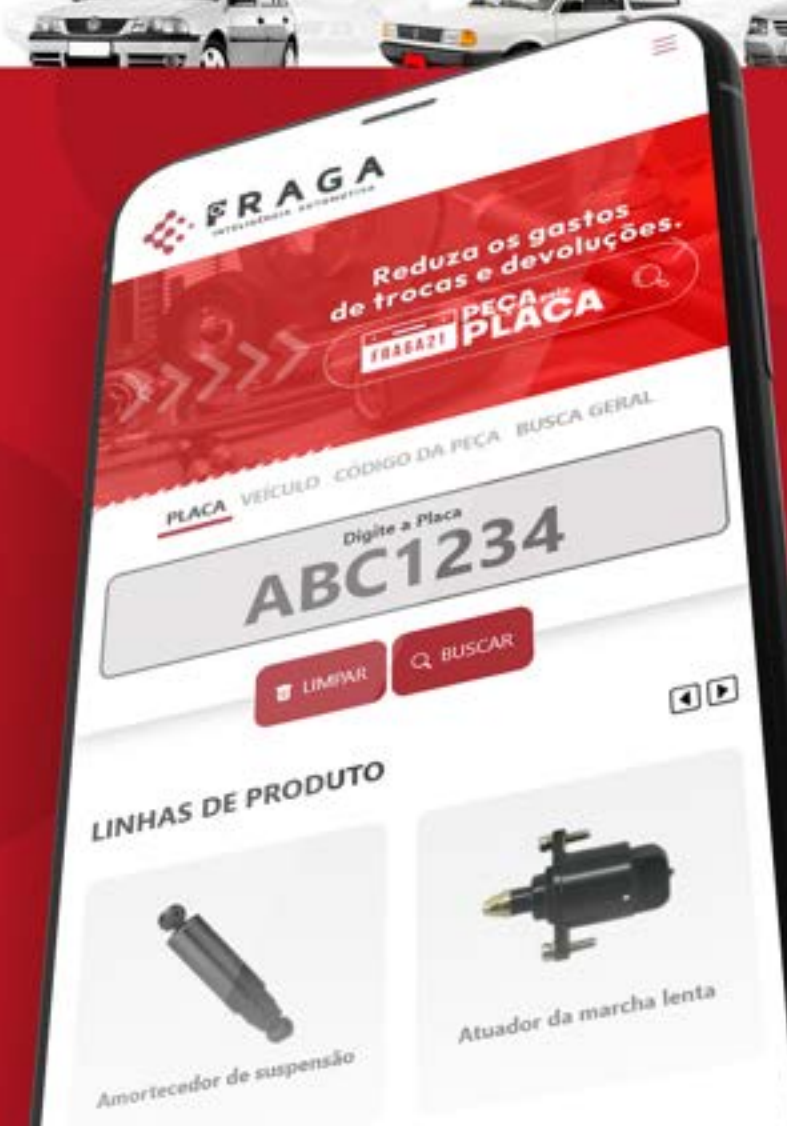 FRAGA
INTELIGÊNCIA AUTOMOTIVA
Reduza os gastos
de trocas e devoluções.
FRAGA21
PEÇA pela
PLACA
PLACA VEÍCULO CÓDIGO DA PEÇA BUSCA GERAL
Digite a Placa
ABC1234
LIMPAR BUSCAR
LINHAS DE PRODUTO
Amortecedor de suspensão
Atuador da marcha lenta